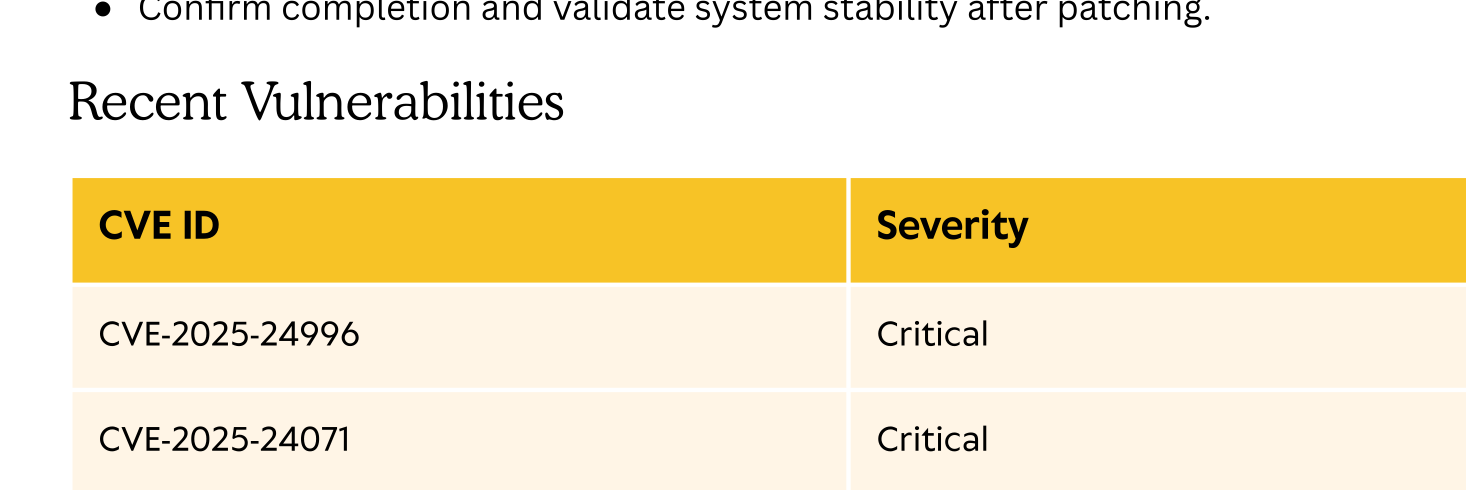 ● Confirm completion and validate system stability after patching.
Recent Vulnerabilities
CVE ID Severity
CVE-2025-24996 Critical
CVE-2025-24071 Critical